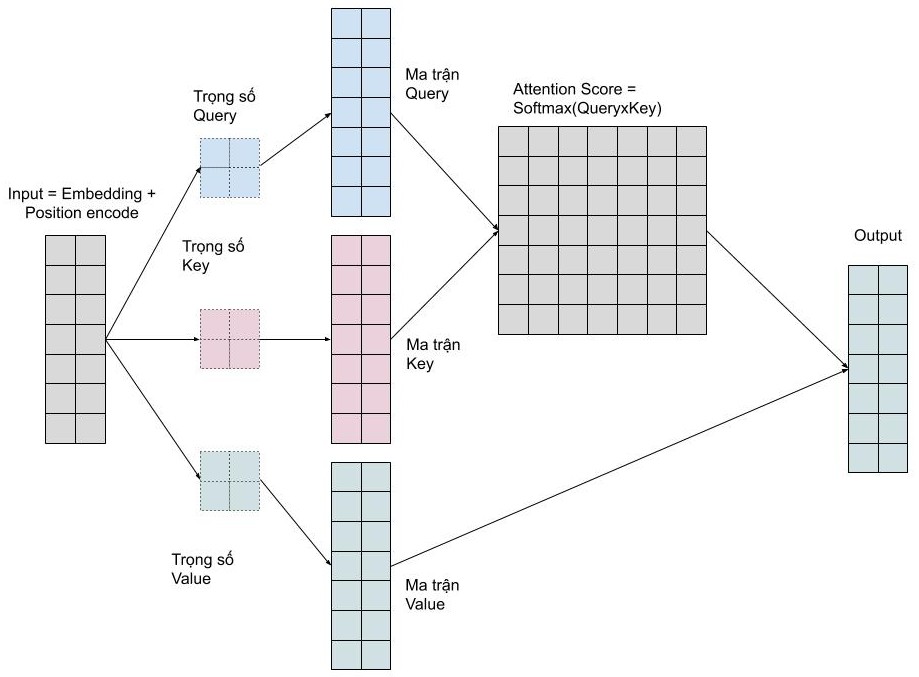 Input = Embedding +
Position encode
Trọng số
Query
Trọng số
Key
Trọng số
Value
Ma trận
Query
Ma trận
Key
Ma trận
Value
Attention Score =
Softmax(QueryxKey)
Output